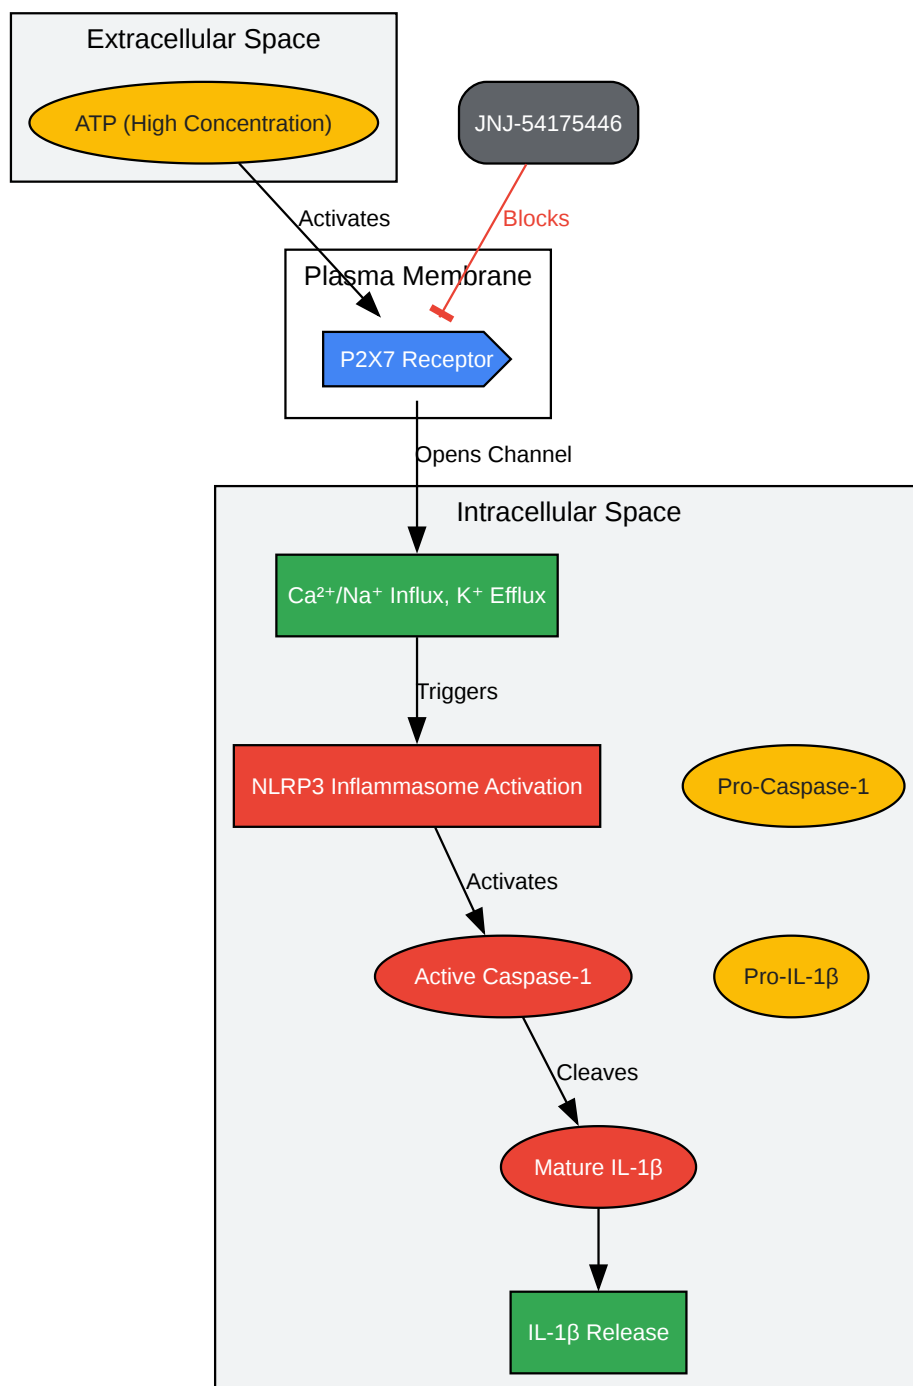 Extracellular Space
ATP (High Concentration)
JNJ-54175446
Activates
Blocks
Plasma Membrane
P2X7 Receptor
Opens Channel
Intracellular Space
Ca²⁺/Na⁺ Influx, K⁺ Efflux
Triggers
NLRP3 Inflammasome Activation
Pro-Caspase-1
Activates
Active Caspase-1
Pro-IL-1β
Cleaves
Mature IL-1β
IL-1β Release